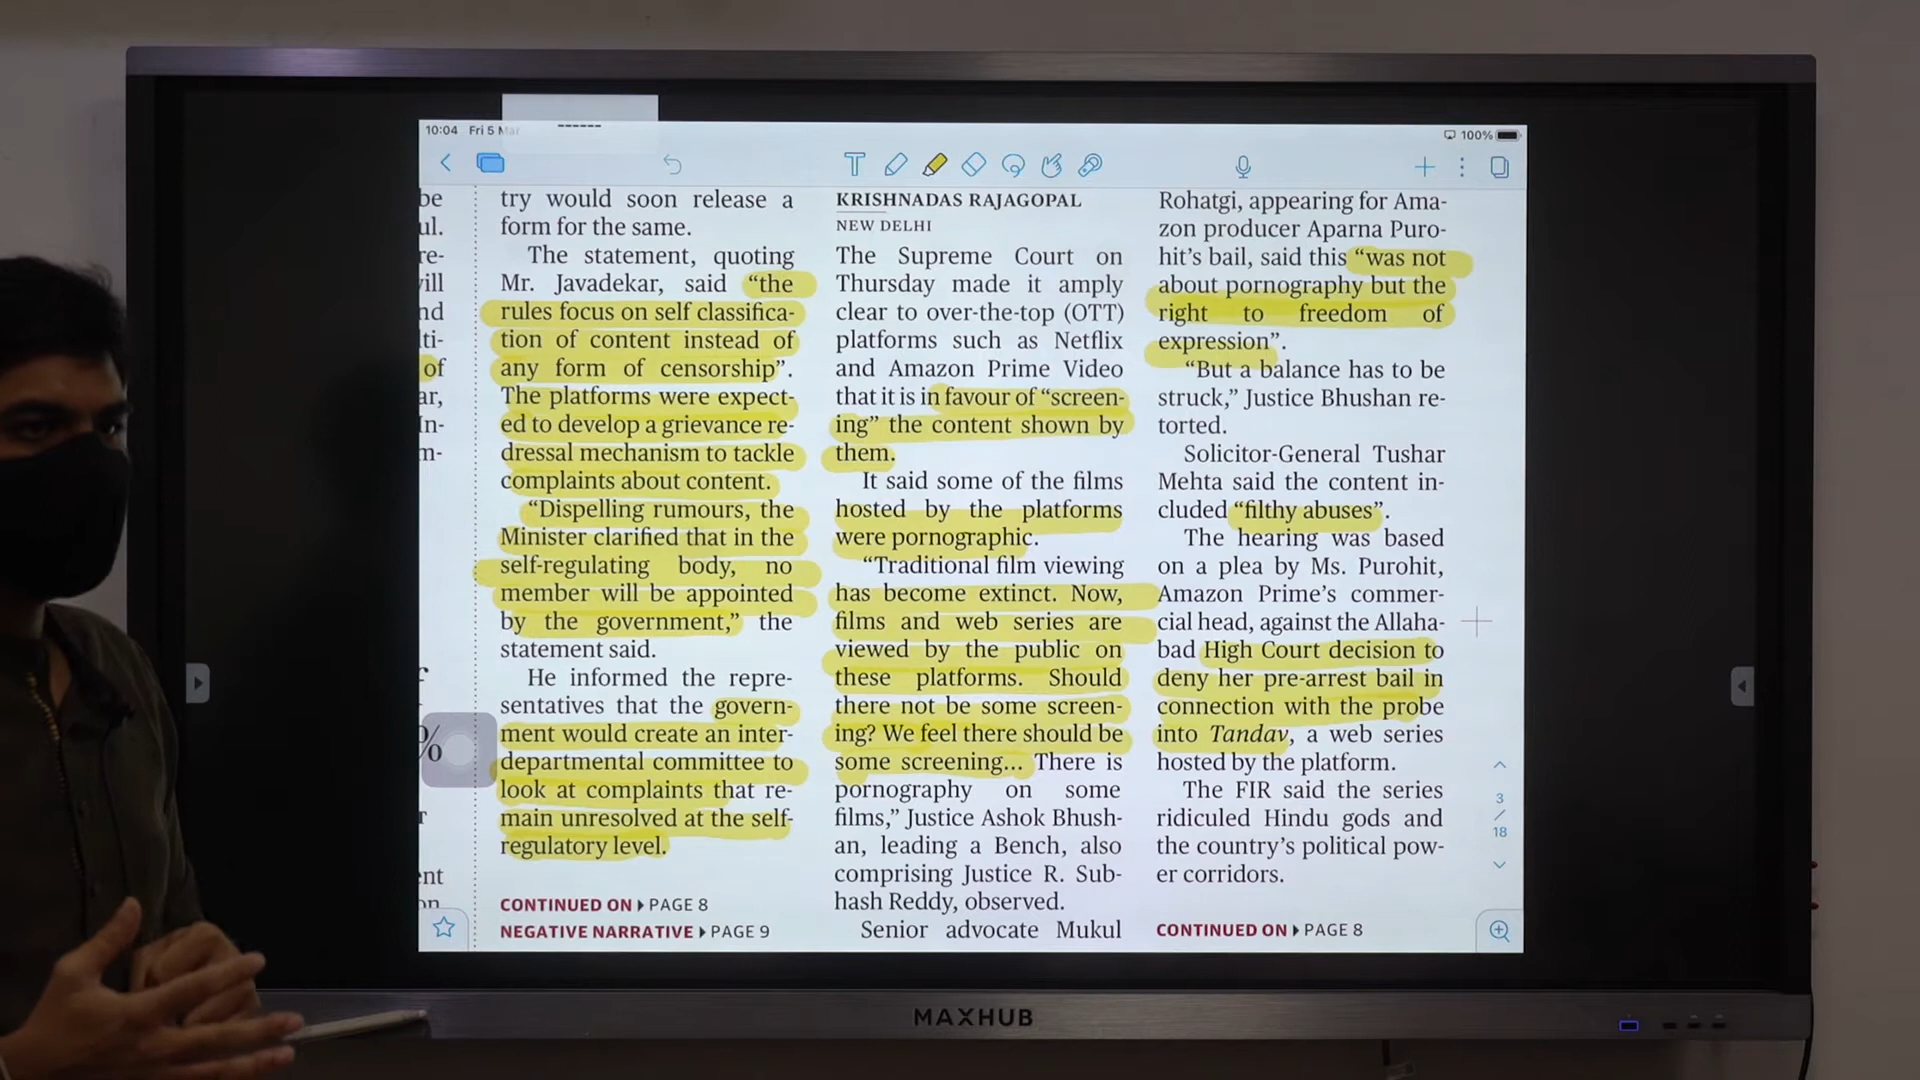 10:04 Fri 5 Mar
100%
be
ul.
re-
ill
nd
lti-
of
ar,
In-
m-
%
ent
on
try would soon release a
form for the same.
The statement, quoting
Mr. Javadekar, said “the
rules focus on self classifica-
tion of content instead of
any form of censorship”.
The platforms were expect-
ed to develop a grievance re-
dressal mechanism to tackle
complaints about content.
“Dispelling rumours, the
Minister clarified that in the
self-regulating body, no
member will be appointed
by the government,” the
statement said.
He informed the repre-
sentatives that the govern-
ment would create an inter-
departmental committee to
look at complaints that re-
main unresolved at the self-
regulatory level.
CONTINUED ON PAGE 8
NEGATIVE NARRATIVE PAGE 9
KRISHNADAS RAJAGOPAL
NEW DELHI
The Supreme Court on
Thursday made it amply
clear to over-the-top (OTT)
platforms such as Netflix
and Amazon Prime Video
that it is in favour of “screen-
ing” the content shown by
them.
It said some of the films
hosted by the platforms
were pornographic.
“Traditional film viewing
has become extinct. Now,
films and web series are
viewed by the public on
these platforms. Should
there not be some screen-
ing? We feel there should be
some screening... There is
pornography on some
films,” Justice Ashok Bhush-
an, leading a Bench, also
comprising Justice R. Sub-
hash Reddy, observed.
Senior advocate Mukul
Rohatgi, appearing for Ama-
zon producer Aparna Puro-
hit’s bail, said this “was not
about pornography but the
right to freedom of
expression”.
“But a balance has to be
struck,” Justice Bhushan re-
torted.
Solicitor-General Tushar
Mehta said the content in-
cluded “filthy abuses”.
The hearing was based
on a plea by Ms. Purohit,
Amazon Prime’s commer-
cial head, against the Allaha-
bad High Court decision to
deny her pre-arrest bail in
connection with the probe
into Tandav, a web series
hosted by the platform.
The FIR said the series
ridiculed Hindu gods and
the country’s political pow-
er corridors.
CONTINUED ON PAGE 8
3
/
18
MAXHUB